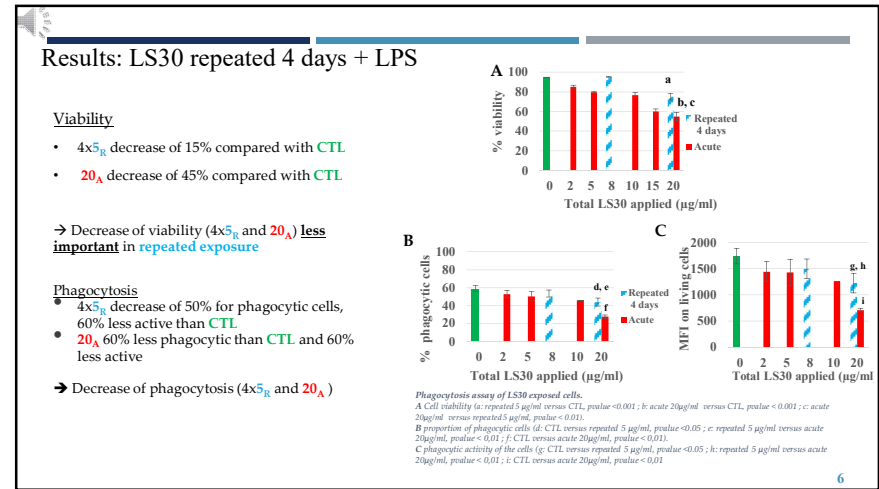 Results: LS30 repeated 4 days + LPS
Viability
• 4x5R decrease of 15% compared with CTL
• 20A decrease of 45% compared with CTL
→ Decrease of viability (4x5R and 20A) less
important in repeated exposure
Phagocytosis
• 4x5R decrease of 50% for phagocytic cells,
60% less active than CTL
• 20A 60% less phagocytic than CTL and 60%
less active
→ Decrease of phagocytosis (4x5R and 20A )
A
% viability
100
80
60
40
20
0
a
b, c
0 2 5 8 10 15 20
Total LS30 applied (µg/ml)
Repeated
4 days
Acute
B
% phagocytic cells
100
80
60
40
20
0
d, e
f
0 2 5 8 10 20
Total LS30 applied (µg/ml)
Repeated
4 days
Acute
C
MFI on living cells
2000
1500
1000
500
0
g, h
i
0 2 5 8 10 20
Total LS30 applied (µg/ml
Phagocytosis assay of LS30 exposed cells.
A Cell viability (a: repeated 5 µg/ml versus CTL, pvalue <0.001 ; b: acute 20µg/ml versus CTL, pvalue < 0.001 ; c: acute
20µg/ml versus repeated 5 µg/ml, pvalue < 0.01).
B proportion of phagocytic cells (d: CTL versus repeated 5 µg/ml, pvalue <0.05 ; e: repeated 5 µg/ml versus acute
20µg/ml, pvalue < 0,01 ; f: CTL versus acute 20µg/ml, pvalue < 0,01).
C phagocytic activity of the cells (g: CTL versus repeated 5 µg/ml, pvalue <0.05 ; h: repeated 5 µg/ml versus acute
20µg/ml, pvalue < 0,01 ; i: CTL versus acute 20µg/ml, pvalue < 0,01
6